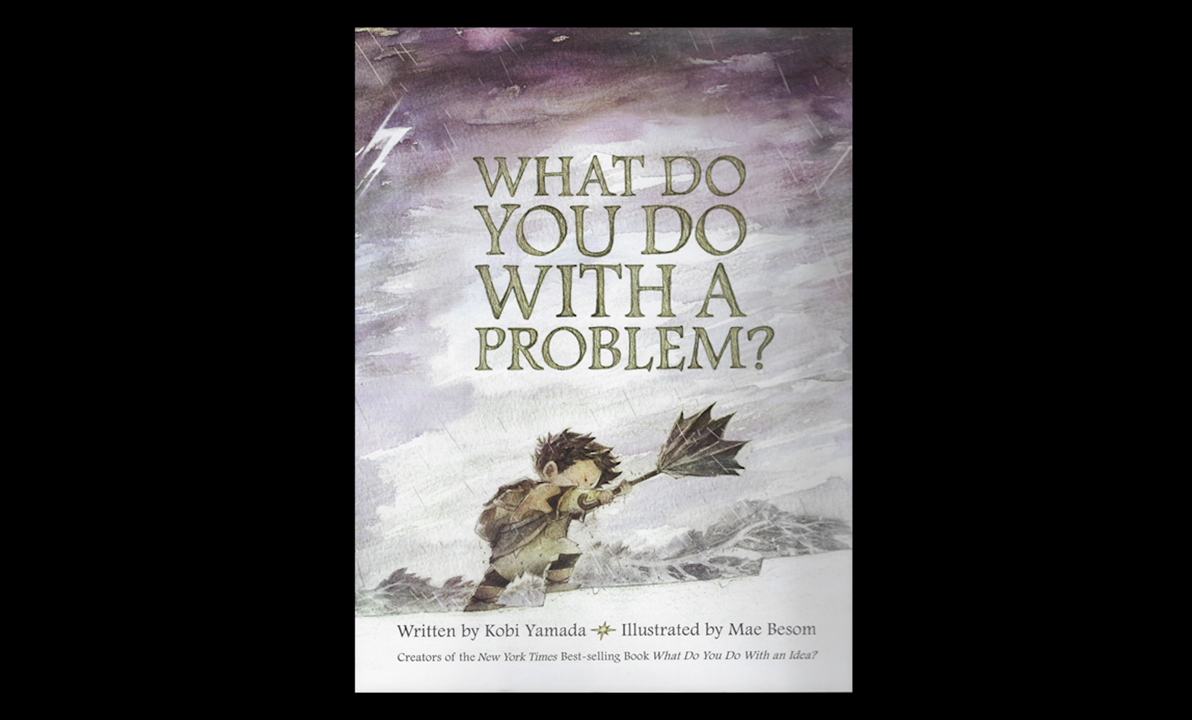 WHAT DO
YOU DO
WITH A
PROBLEM?
Written by Kobi Yamada Illustrated by Mae Besom
Creators of the New York Times Best-selling Book What Do You Do With an Idea?